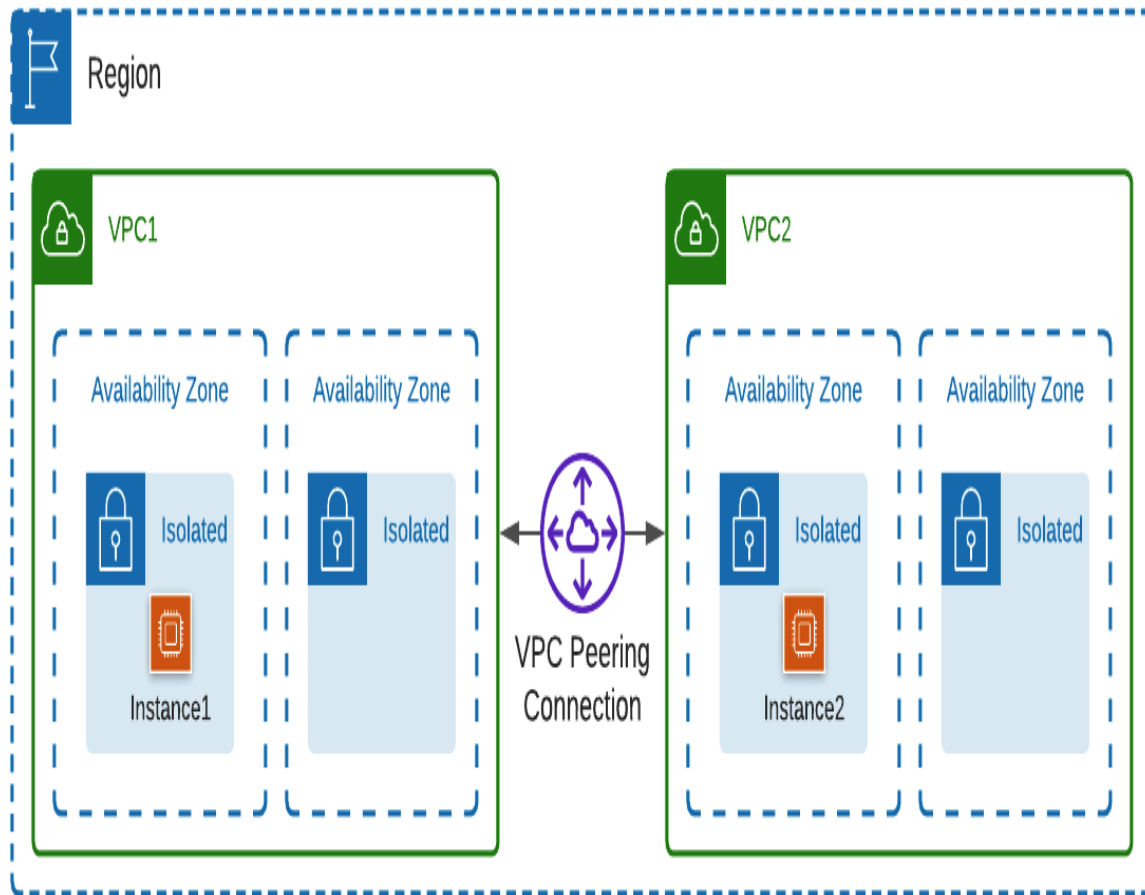 Region
VPC1
VPC2
Availability Zone
Availability Zone
Availability Zone
Availability Zone
Isolated
Isolated
Isolated
Isolated
Instance1
VPC Peering
Connection
Instance2